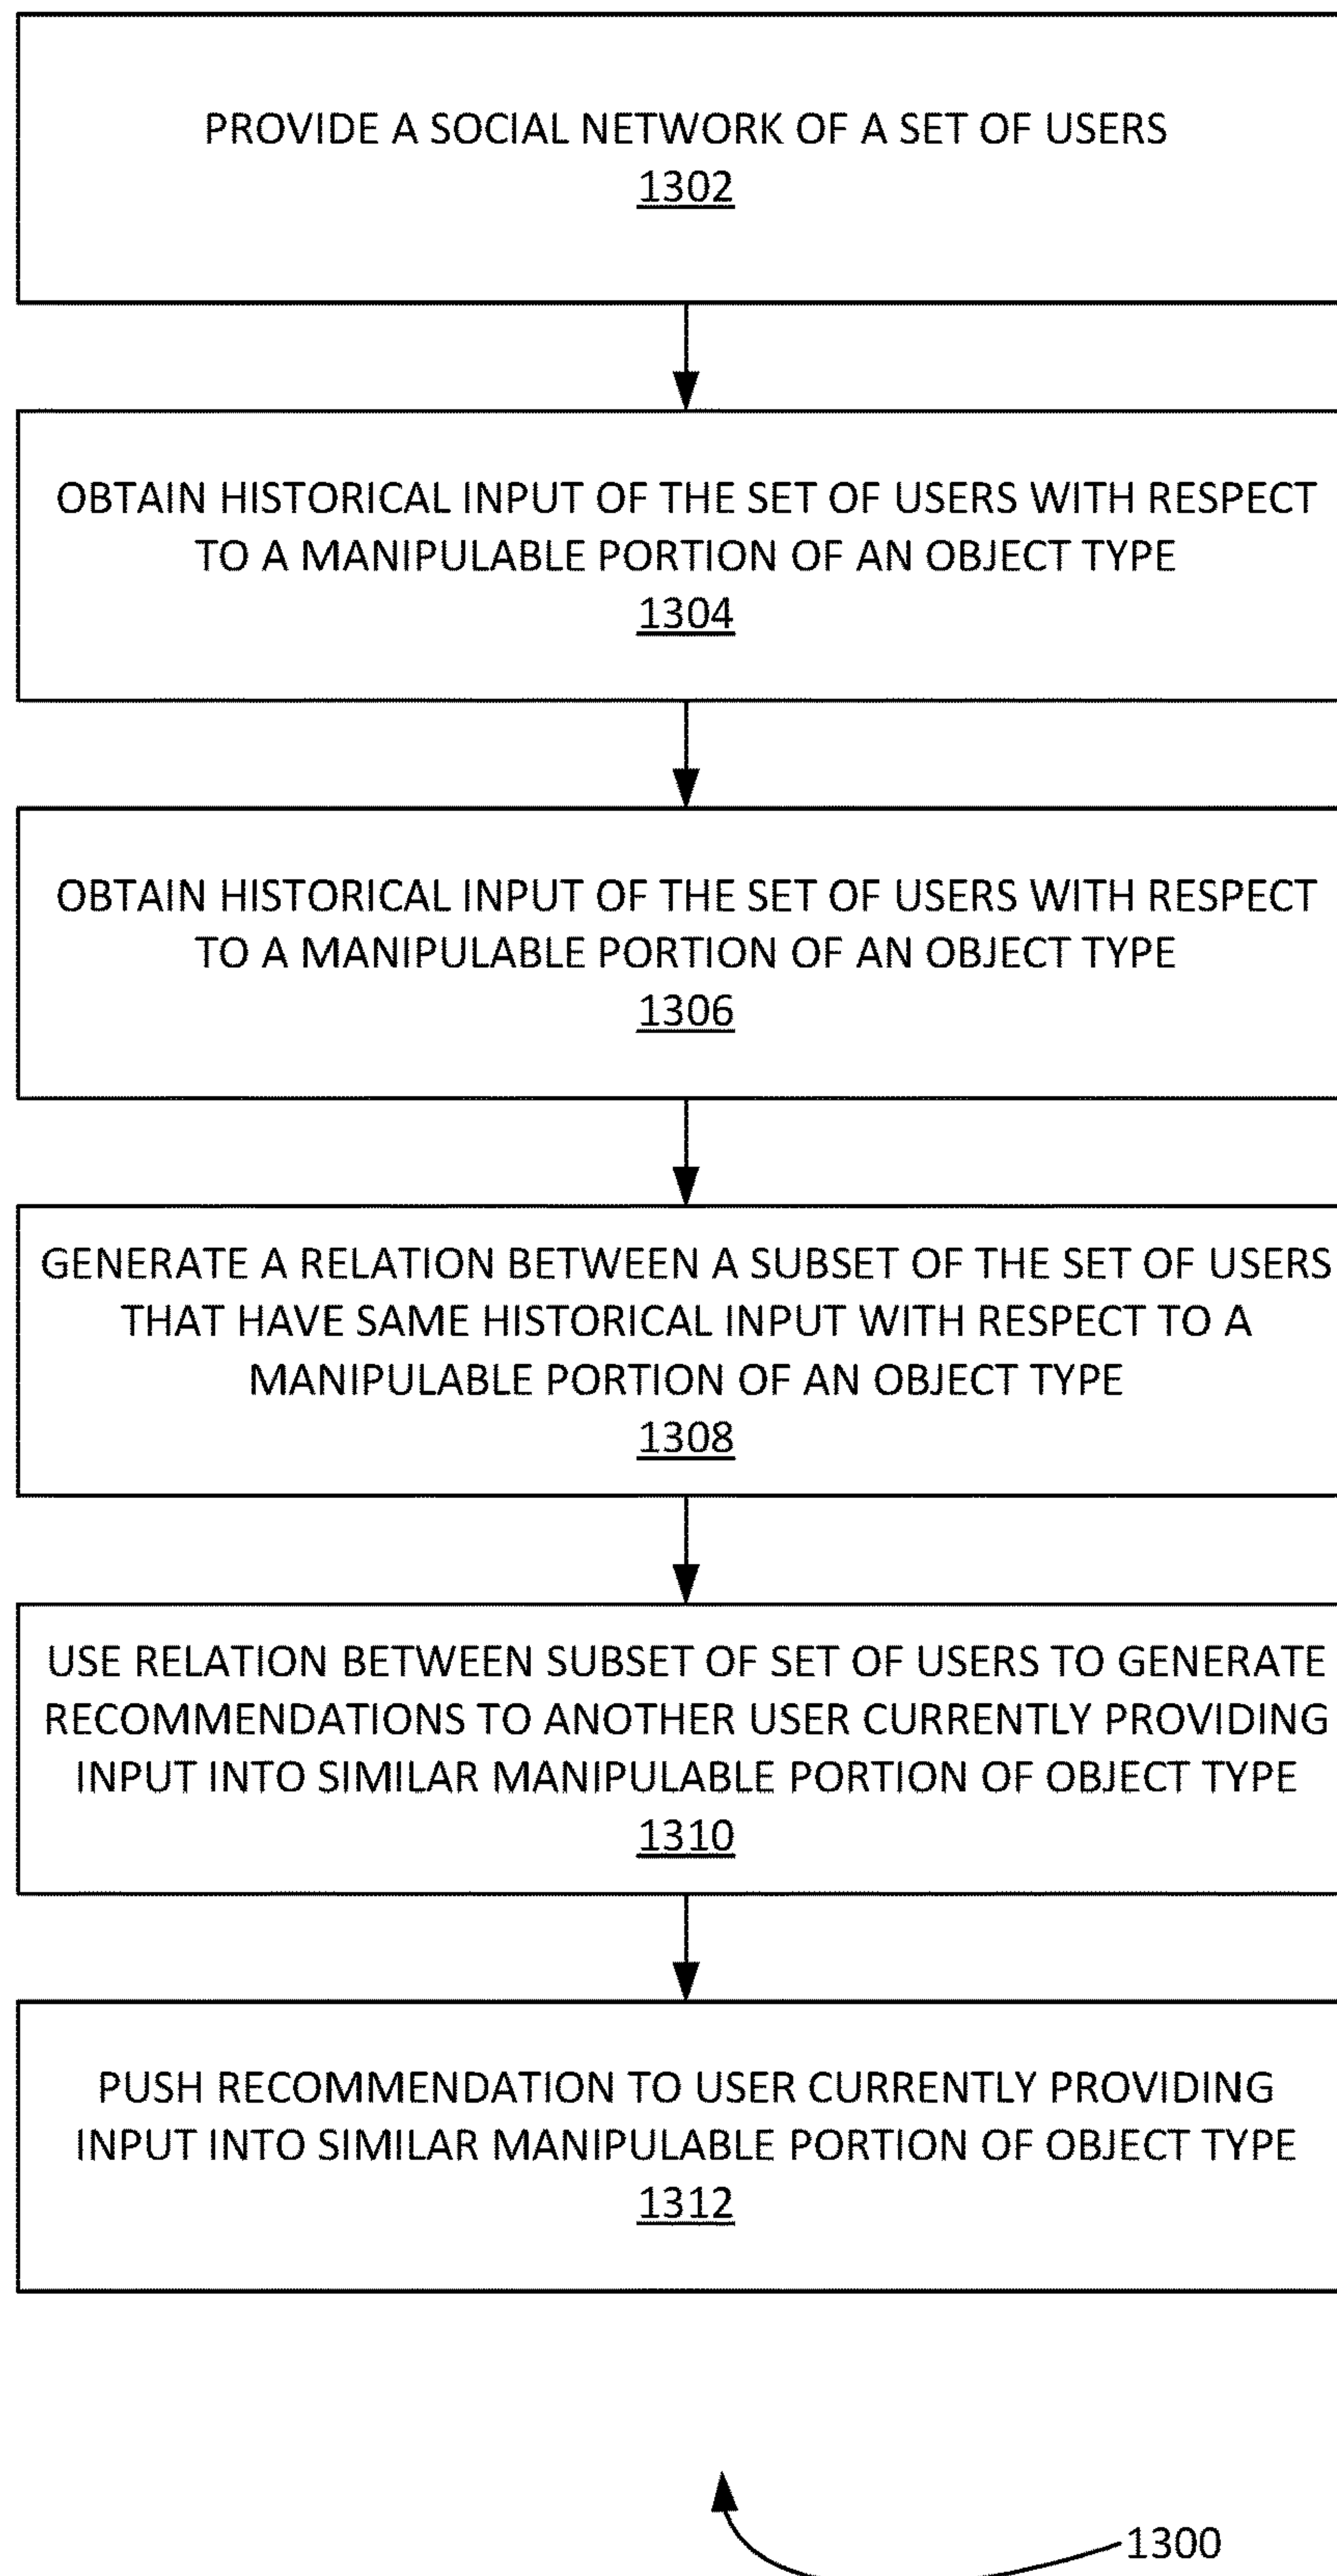 PROVIDE A SOCIAL NETWORK OF A SET OF USERS
1302
OBTAIN HISTORICAL INPUT OF THE SET OF USERS WITH RESPECT
TO A MANIPULABLE PORTION OF AN OBJECT TYPE
1304
OBTAIN HISTORICAL INPUT OF THE SET OF USERS WITH RESPECT
TO A MANIPULABLE PORTION OF AN OBJECT TYPE
1306
GENERATE A RELATION BETWEEN A SUBSET OF THE SET OF USERS
THAT HAVE SAME HISTORICAL INPUT WITH RESPECT TO A
MANIPULABLE PORTION OF AN OBJECT TYPE
1308
USE RELATION BETWEEN SUBSET OF SET OF USERS TO GENERATE
RECOMMENDATIONS TO ANOTHER USER CURRENTLY PROVIDING
INPUT INTO SIMILAR MANIPULABLE PORTION OF OBJECT TYPE
1310
PUSH RECOMMENDATION TO USER CURRENTLY PROVIDING
INPUT INTO SIMILAR MANIPULABLE PORTION OF OBJECT TYPE
1312
1300